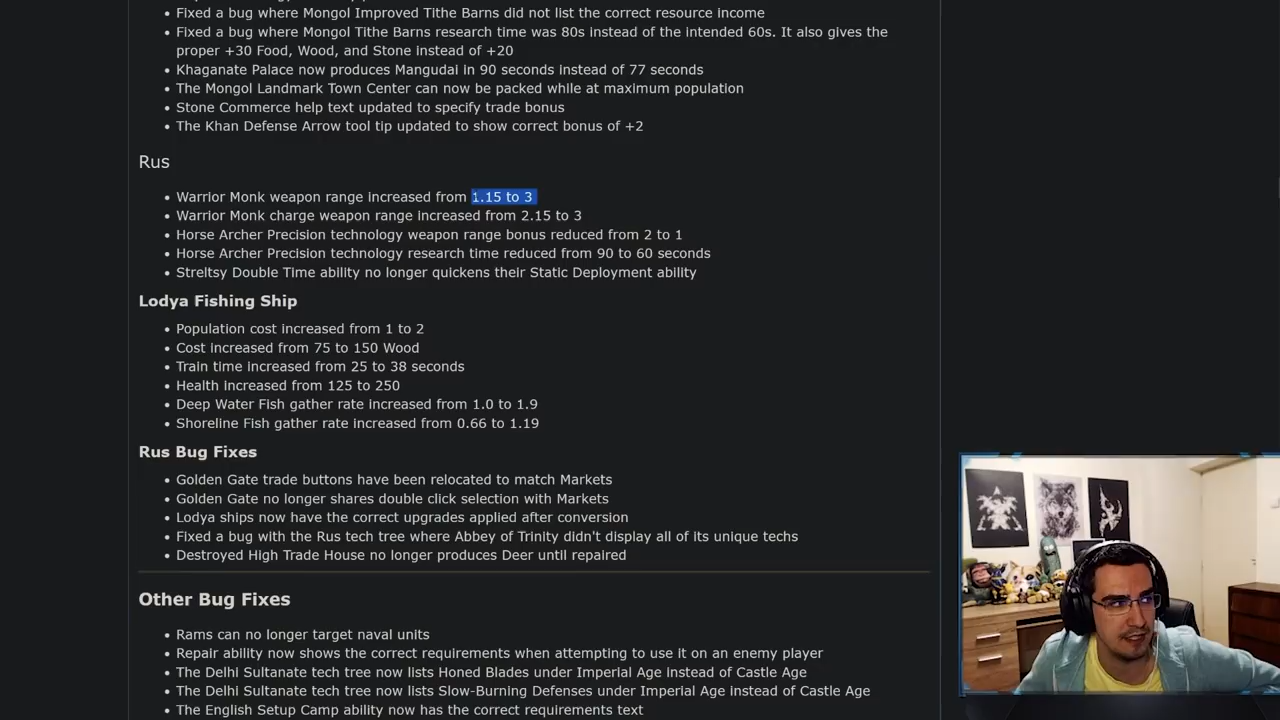 • Fixed a bug where Mongol Improved Tithe Barns did not list the correct resource income
• Fixed a bug where Mongol Tithe Barns research time was 80s instead of the intended 60s. It also gives the
proper +30 Food, Wood, and Stone instead of +20
• Khaganate Palace now produces Mangudai in 90 seconds instead of 77 seconds
• The Mongol Landmark Town Center can now be packed while at maximum population
• Stone Commerce help text updated to specify trade bonus
• The Khan Defense Arrow tool tip updated to show correct bonus of +2
Rus
• Warrior Monk weapon range increased from 1.15 to 3
• Warrior Monk charge weapon range increased from 2.15 to 3
• Horse Archer Precision technology weapon range bonus reduced from 2 to 1
• Horse Archer Precision technology research time reduced from 90 to 60 seconds
• Streltsy Double Time ability no longer quickens their Static Deployment ability
Lodya Fishing Ship
• Population cost increased from 1 to 2
• Cost increased from 75 to 150 Wood
• Train time increased from 25 to 38 seconds
• Health increased from 125 to 250
• Deep Water Fish gather rate increased from 1.0 to 1.9
• Shoreline Fish gather rate increased from 0.66 to 1.19
Rus Bug Fixes
• Golden Gate trade buttons have been relocated to match Markets
• Golden Gate no longer shares double click selection with Markets
• Lodya ships now have the correct upgrades applied after conversion
• Fixed a bug with the Rus tech tree where Abbey of Trinity didn't display all of its unique techs
• Destroyed High Trade House no longer produces Deer until repaired
Other Bug Fixes
• Rams can no longer target naval units
• Repair ability now shows the correct requirements when attempting to use it on an enemy player
• The Delhi Sultanate tech tree now lists Honed Blades under Imperial Age instead of Castle Age
• The Delhi Sultanate tech tree now lists Slow-Burning Defenses under Imperial Age instead of Castle Age
• The English Setup Camp ability now has the correct requirements text